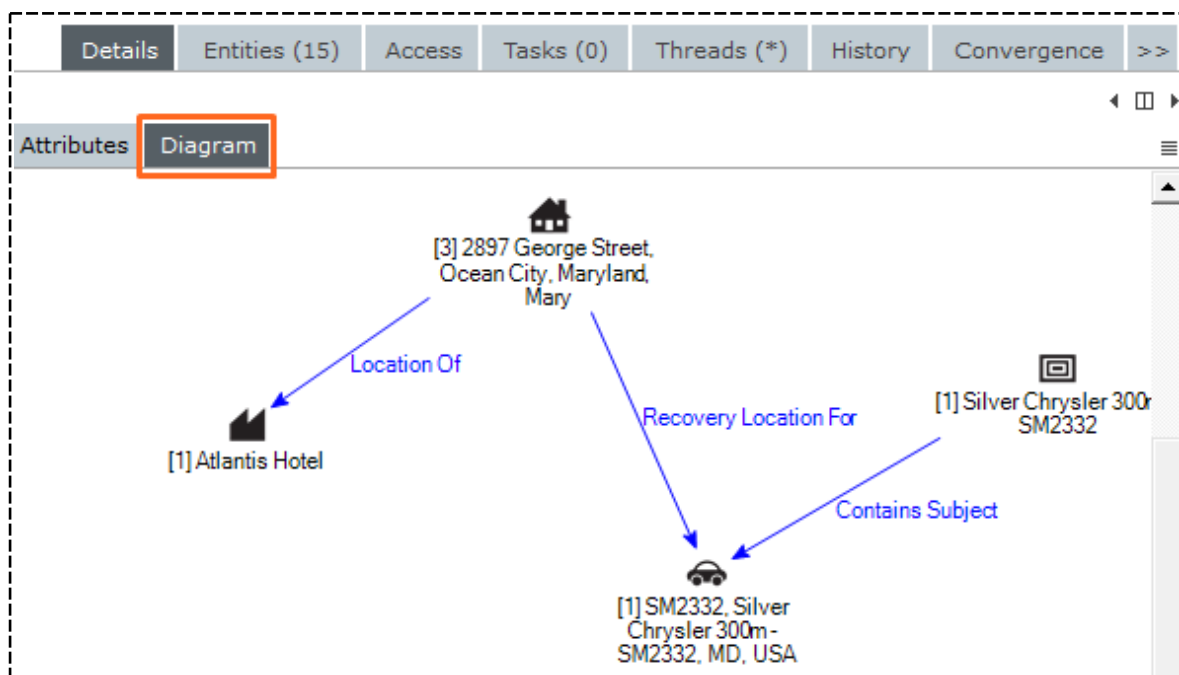 Details Entities (15) Access Tasks (0) Threads (*) History Convergence >>
Attributes Diagram
[3] 2897 George Street,
Ocean City, Maryland,
Mary
Location Of
[1] Silver Chrysler 300m
SM2332
Recovery Location For
[1] Atlantis Hotel
Contains Subject
[1] SM2332, Silver
Chrysler 300m -
SM2332, MD, USA